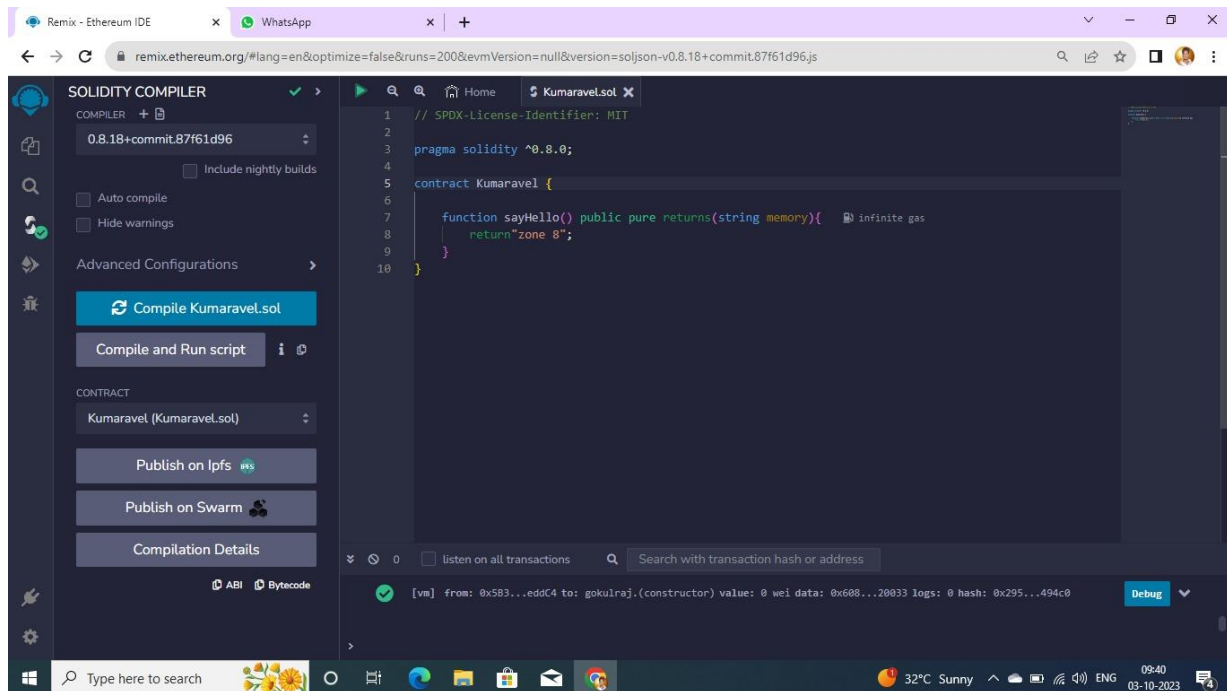 Remix - Ethereum IDE
WhatsApp
remix.ethereum.org/#lang=en&optimize=false&runs=200&evmVersion=null&version=soljson-v0.8.18+commit.87f61d96.js
SOLIDITY COMPILER
COMPILER
0.8.18+commit.87f61d96
Include nightly builds
Auto compile
Hide warnings
Advanced Configurations
Compile Kumaravel.sol
Compile and Run script
i
CONTRACT
Kumaravel (Kumaravel.sol)
Publish on Ipfs
IPFS
Publish on Swarm
Compilation Details
ABI Bytecode
Home
Kumaravel.sol
1 // SPDX-License-Identifier: MIT
2
3 pragma solidity ^0.8.0;
4
5 contract Kumaravel {
6
7 function sayHello() public pure returns(string memory){ infinite gas
8 return"zone 8";
9 }
10 }
0 listen on all transactions Search with transaction hash or address
[vm] from: 0x5B3...eddC4 to: gokulraj.(constructor) value: 0 wei data: 0x608...20033 logs: 0 hash: 0x295...494c0
Debug
>
Type here to search
32°C Sunny
ENG
09:40
03-10-2023
4